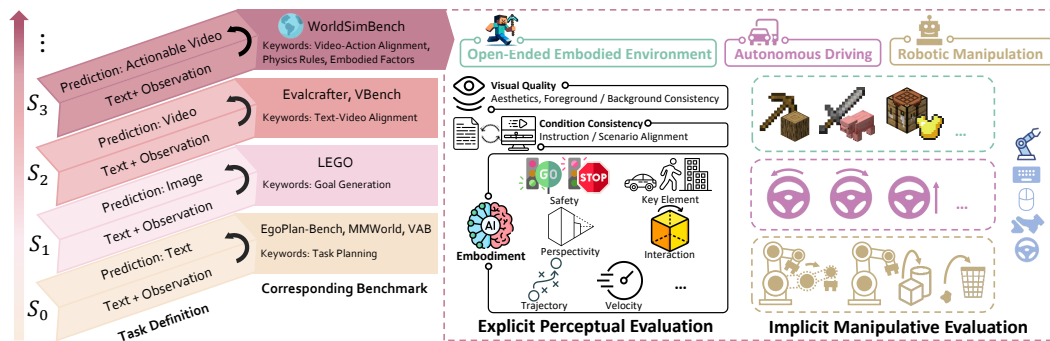 ⋮
S3
Prediction: Actionable Video
Text+ Observation
WorldSimBench
Keywords: Video-Action Alignment,
Physics Rules, Embodied Factors
S2
Prediction: Video
Text + Observation
Evalcrafter, VBench
Keywords: Text-Video Alignment
S1
Prediction: Image
Text + Observation
LEGO
Keywords: Goal Generation
S0
Prediction: Text
Text + Observation
EgoPlan-Bench, MMWorld, VAB
Keywords: Task Planning
Task Definition
Corresponding Benchmark
Open-Ended Embodied Environment
Autonomous Driving
Robotic Manipulation
Visual Quality
Aesthetics, Foreground / Background Consistency
Condition Consistency
Instruction / Scenario Alignment
AI
Embodiment
GO
STOP
Safety
Key Element
Perspectivity
Interaction
Trajectory
Velocity
...
Explicit Perceptual Evaluation
...
...
Implicit Manipulative Evaluation